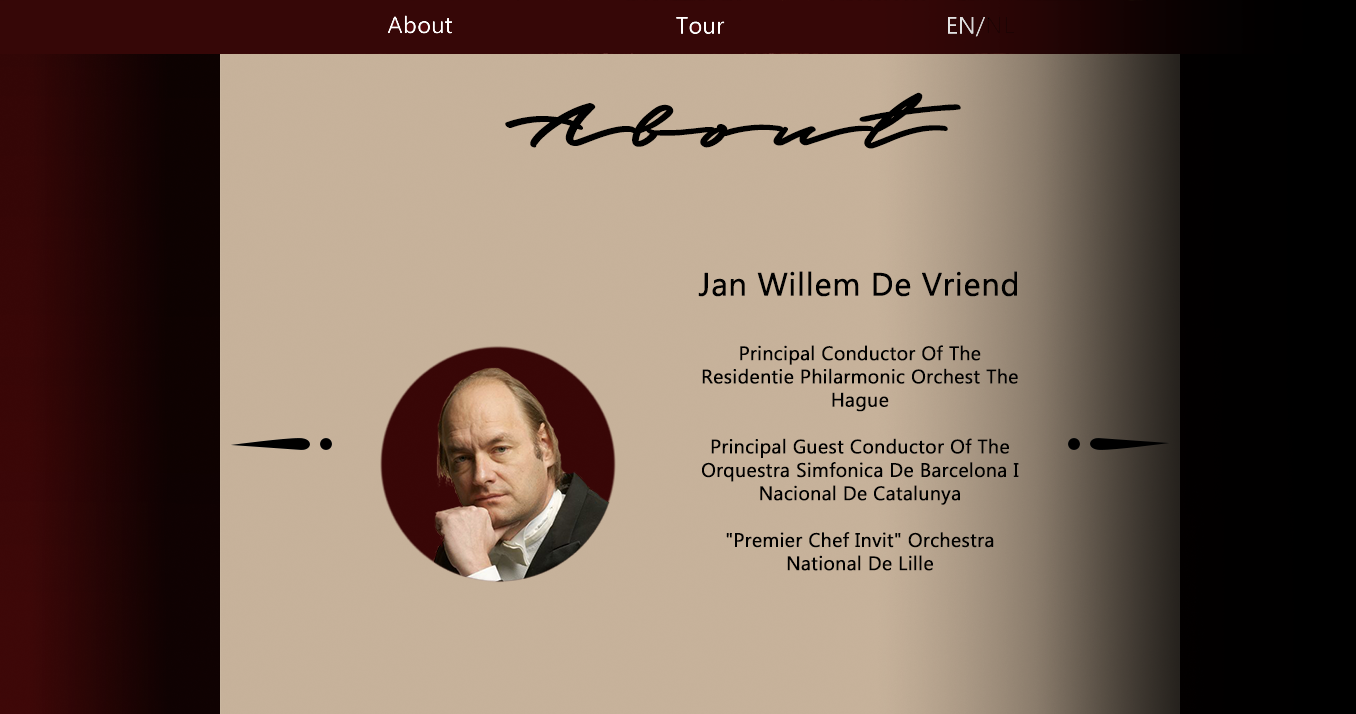 About
Tour
EN/
About
Jan Willem De Vriend
Principal Conductor Of The
Residentie Philarmonic Orchest The
Hague
Principal Guest Conductor Of The
Orquestra Simfonica De Barcelona I
Nacional De Catalunya
"Premier Chef Invit" Orchestra
National De Lille